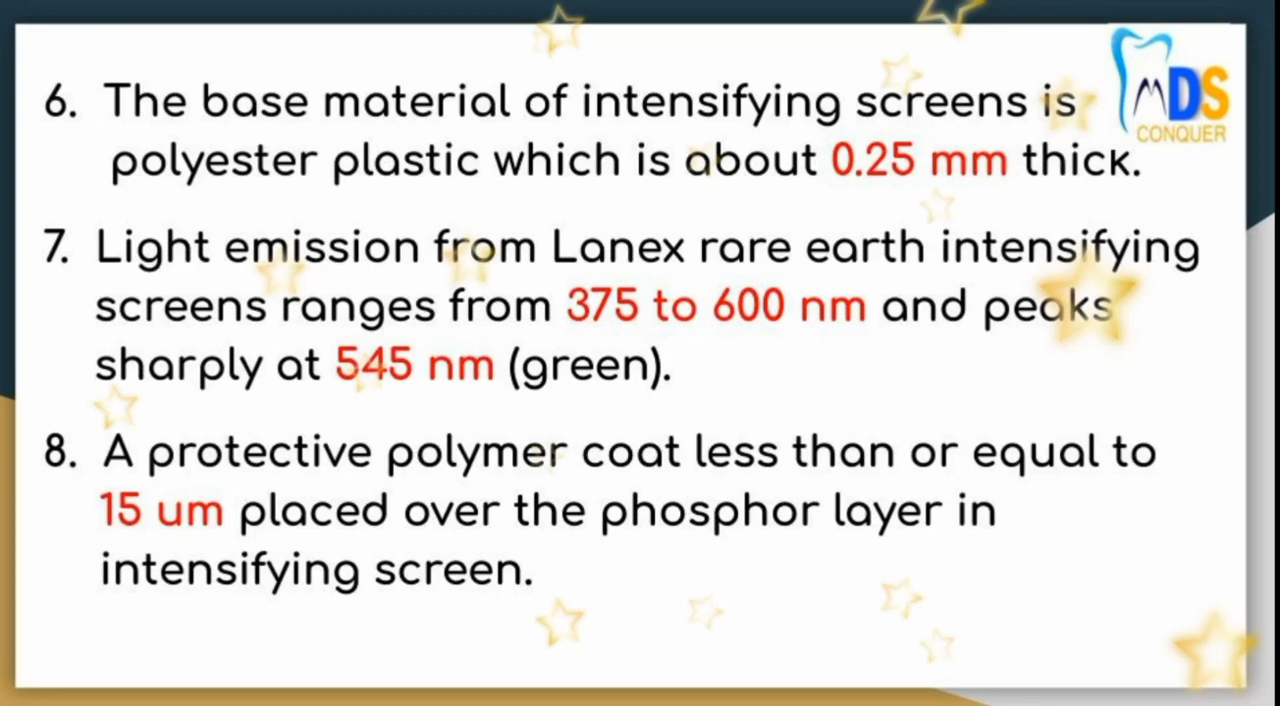 6. The base material of intensifying screens is
polyester plastic which is about 0.25 mm thick.
7. Light emission from Lanex rare earth intensifying
screens ranges from 375 to 600 nm and peaks
sharply at 545 nm (green).
8. A protective polymer coat less than or equal to
15 um placed over the phosphor layer in
intensifying screen.
MDS
CONQUER